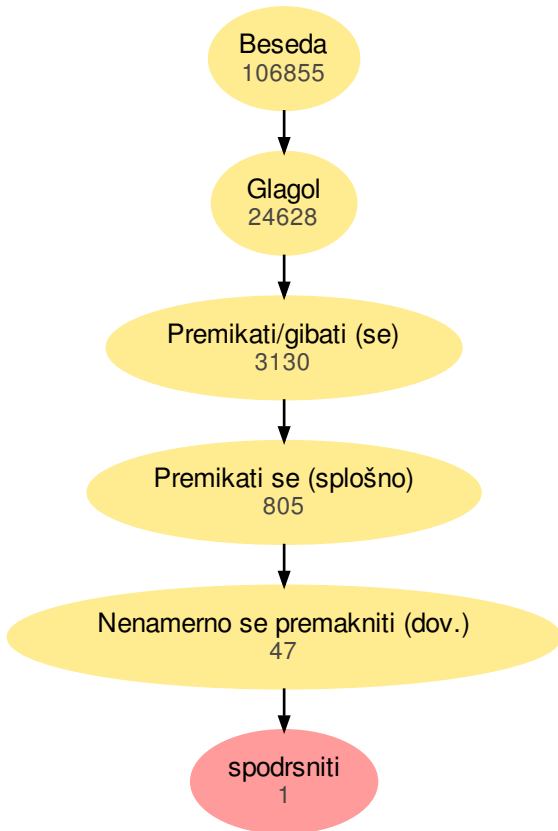 Beseda
106855
Glagol
24628
Premikati/gibati (se)
3130
Premikati se (splošno)
805
Nenamerno se premakniti (dov.)
47
spodrsniti
1